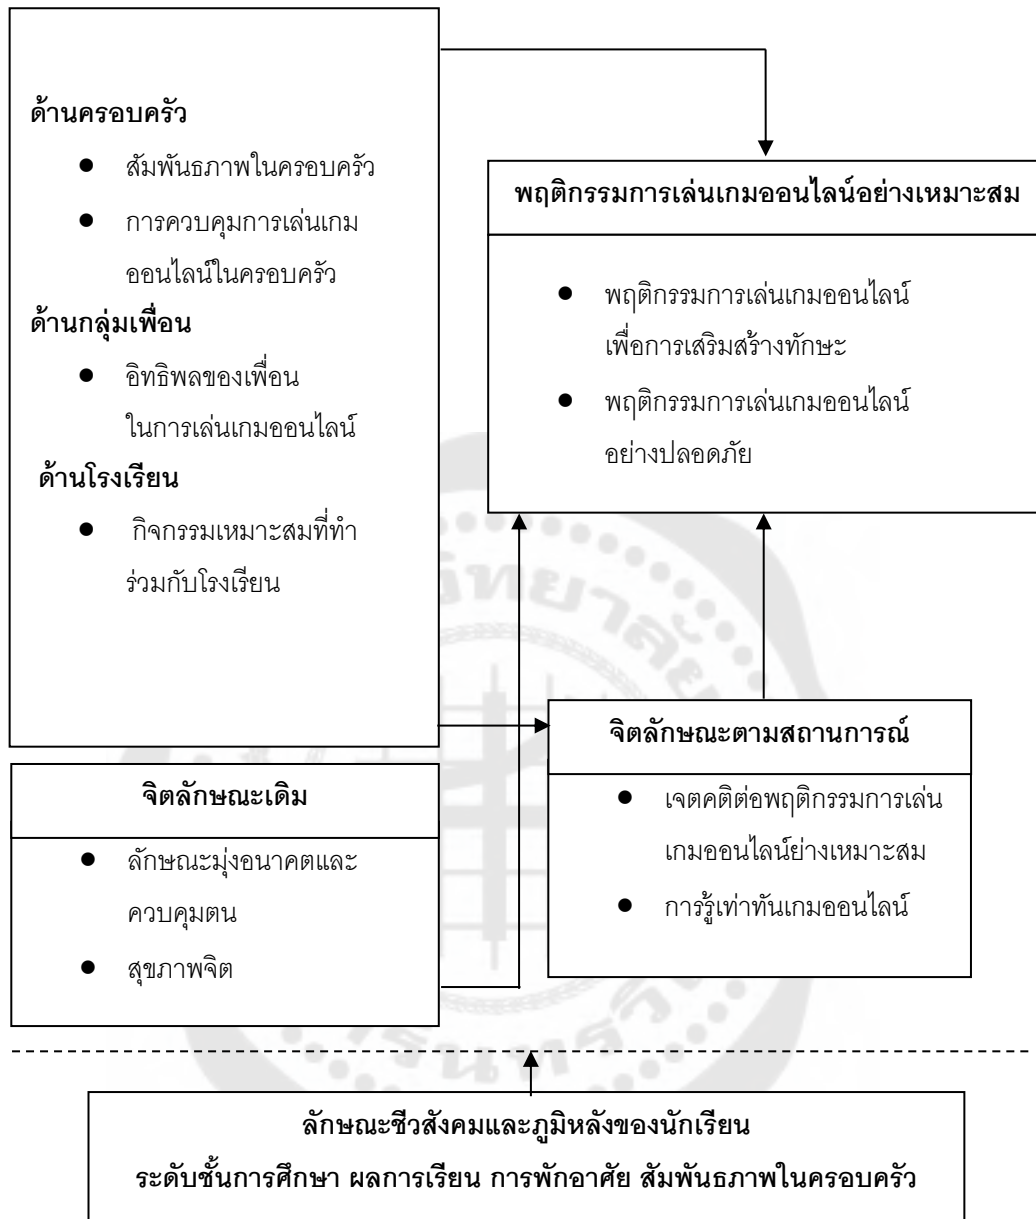 ด้านครอบครัว
● สัมพันธภาพในครอบครัว
● การควบคุมการเล่นเกม
ออนไลน์ในครอบครัว
ด้านกลุ่มเพื่อน
● อิทธิพลของเพื่อน
ในการเล่นเกมออนไลน์
ด้านโรงเรียน
● กิจกรรมเหมาะสมที่ทำ
ร่วมกับโรงเรียน
พฤติกรรมการเล่นเกมออนไลน์อย่างเหมาะสม
● พฤติกรรมการเล่นเกมออนไลน์
เพื่อการเสริมสร้างทักษะ
● พฤติกรรมการเล่นเกมออนไลน์
อย่างปลอดภัย
จิตลักษณะเดิม
● ลักษณะมุ่งอนาคตและ
ควบคุมตน
● สุขภาพจิต
จิตลักษณะตามสถานการณ์
● เจตคติต่อพฤติกรรมการเล่น
เกมออนไลน์ย่างเหมาะสม
● การรู้เท่าทันเกมออนไลน์
ลักษณะชีวสังคมและภูมิหลังของนักเรียน
ระดับชั้นการศึกษา ผลการเรียน การพักอาศัย สัมพันธภาพในครอบครัว